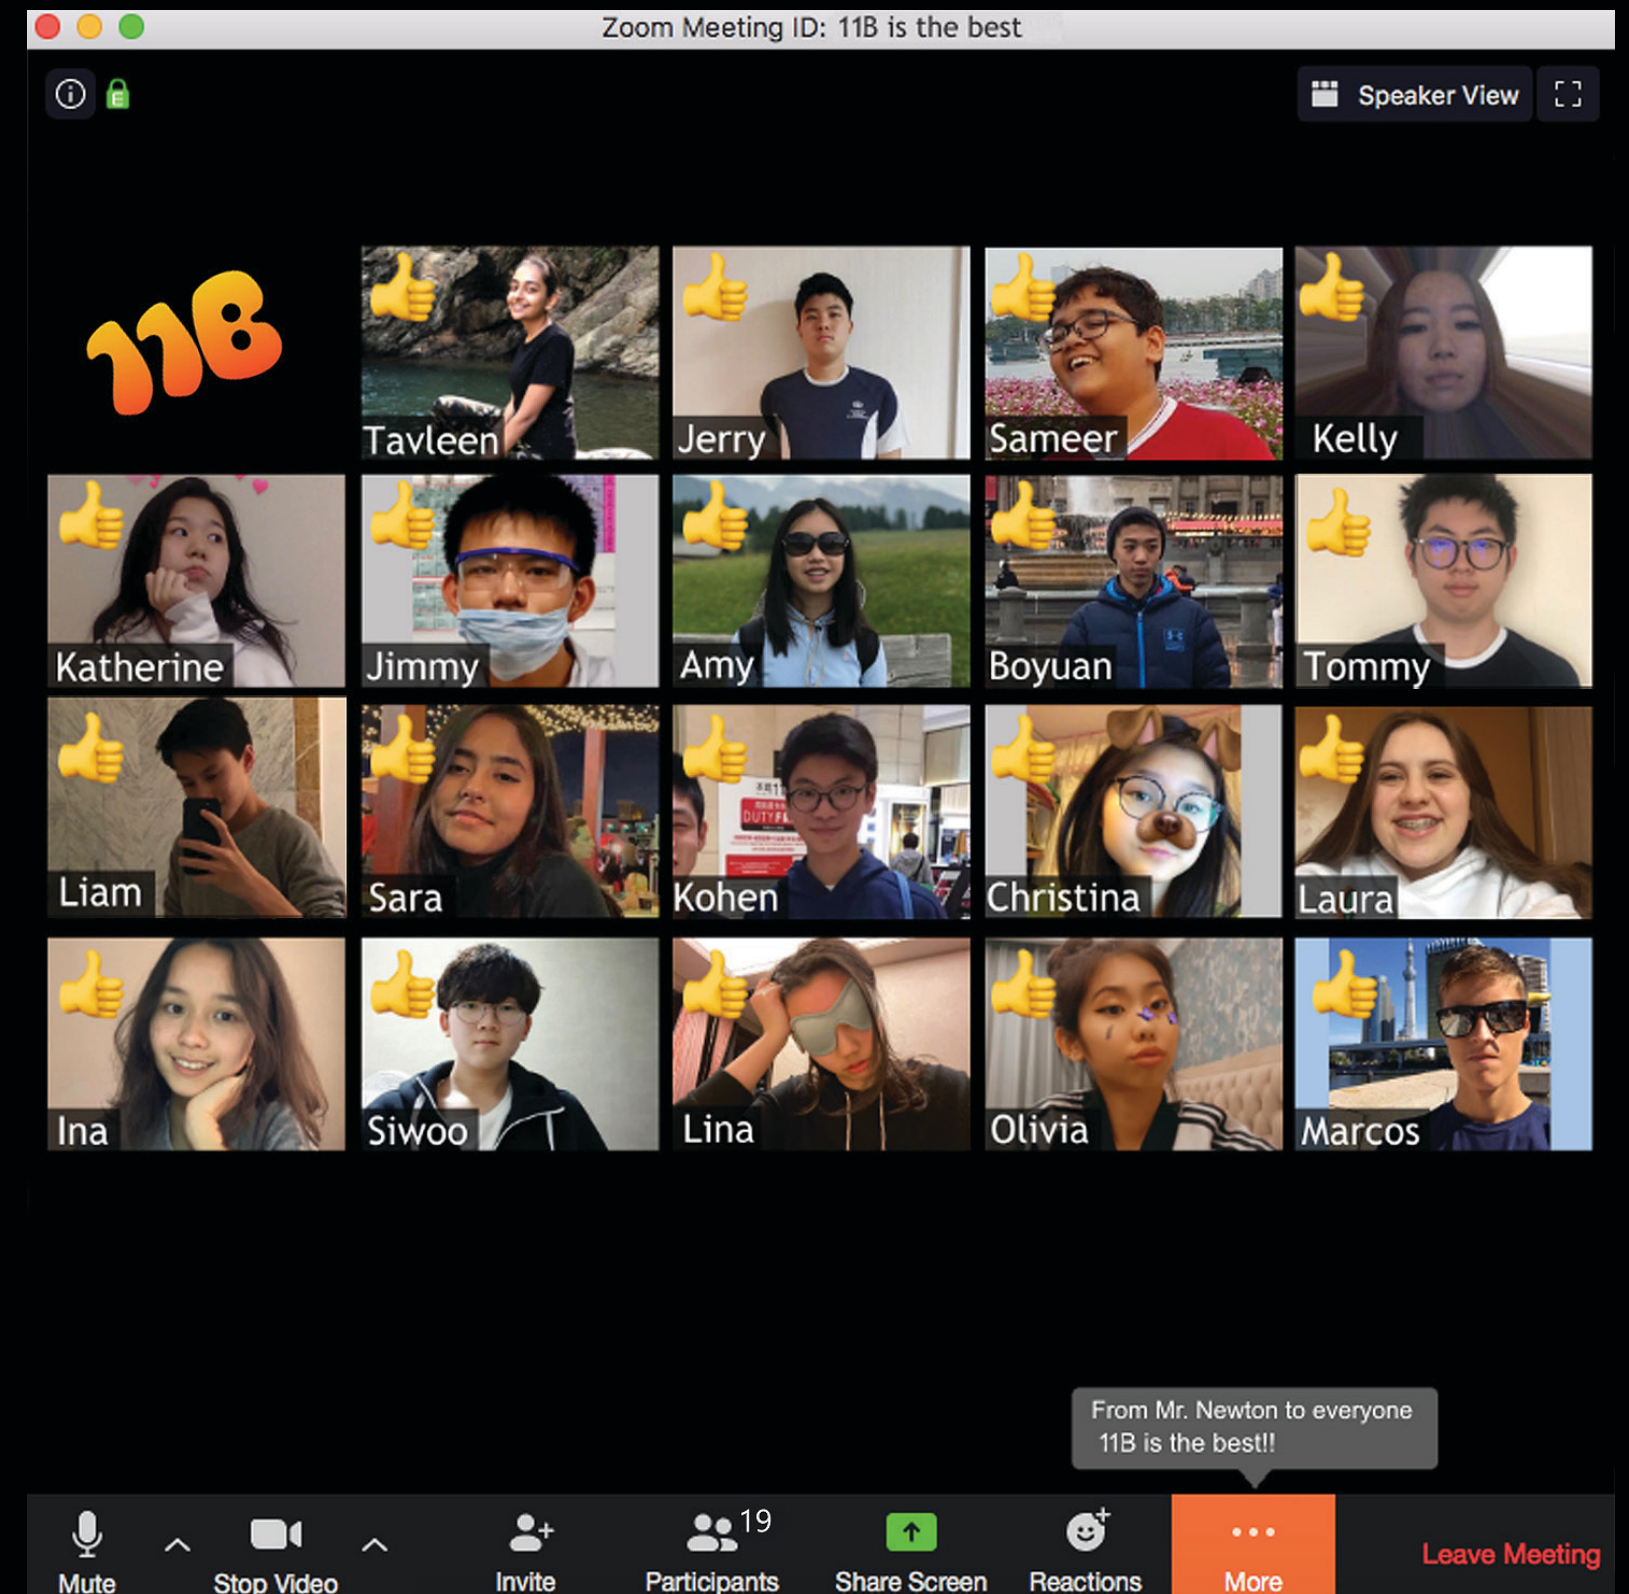 Zoom Meeting ID: 11B is the best
Speaker View
11B
Tavleen
Jerry
Sameer
Kelly
Katherine
Jimmy
Amy
Boyuan
Tommy
Liam
Sara
DUTY
Kohen
Christina
Laura
Ina
Siwoo
Lina
Olivia
Marcos
From Mr. Newton to everyone
11B is the best!!
Mute
Stop Video
Invite
19
Participants
Share Screen
Reactions
More
Leave Meeting